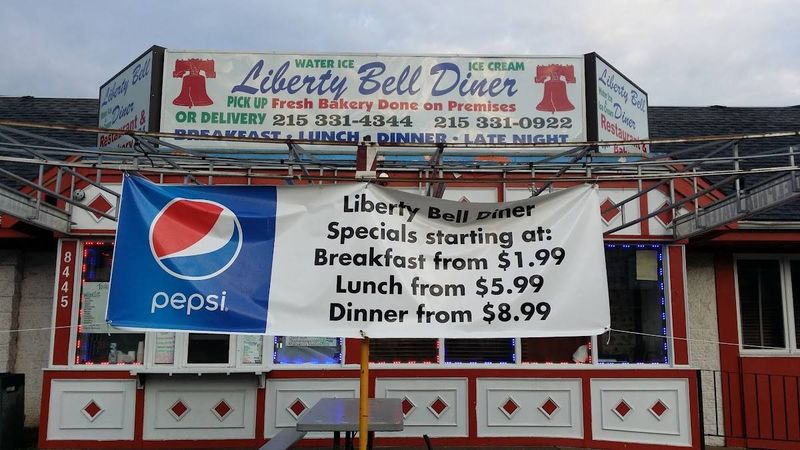 WATER ICE
ICE CREAM
Liberty Bell Diner
PICK UP Fresh Bakery Done on Premises
OR DELIVERY 215 331-4344 215 331-0922
BREAKFAST · LUNCH · DINNER · LATE NIGHT
Liberty Bell
Diner
Restaurant &
Liberty Bell
Diner
Restaurant &
pepsi
Liberty Bell Diner
Specials starting at:
Breakfast from $1.99
Lunch from $5.99
Dinner from $8.99
8445